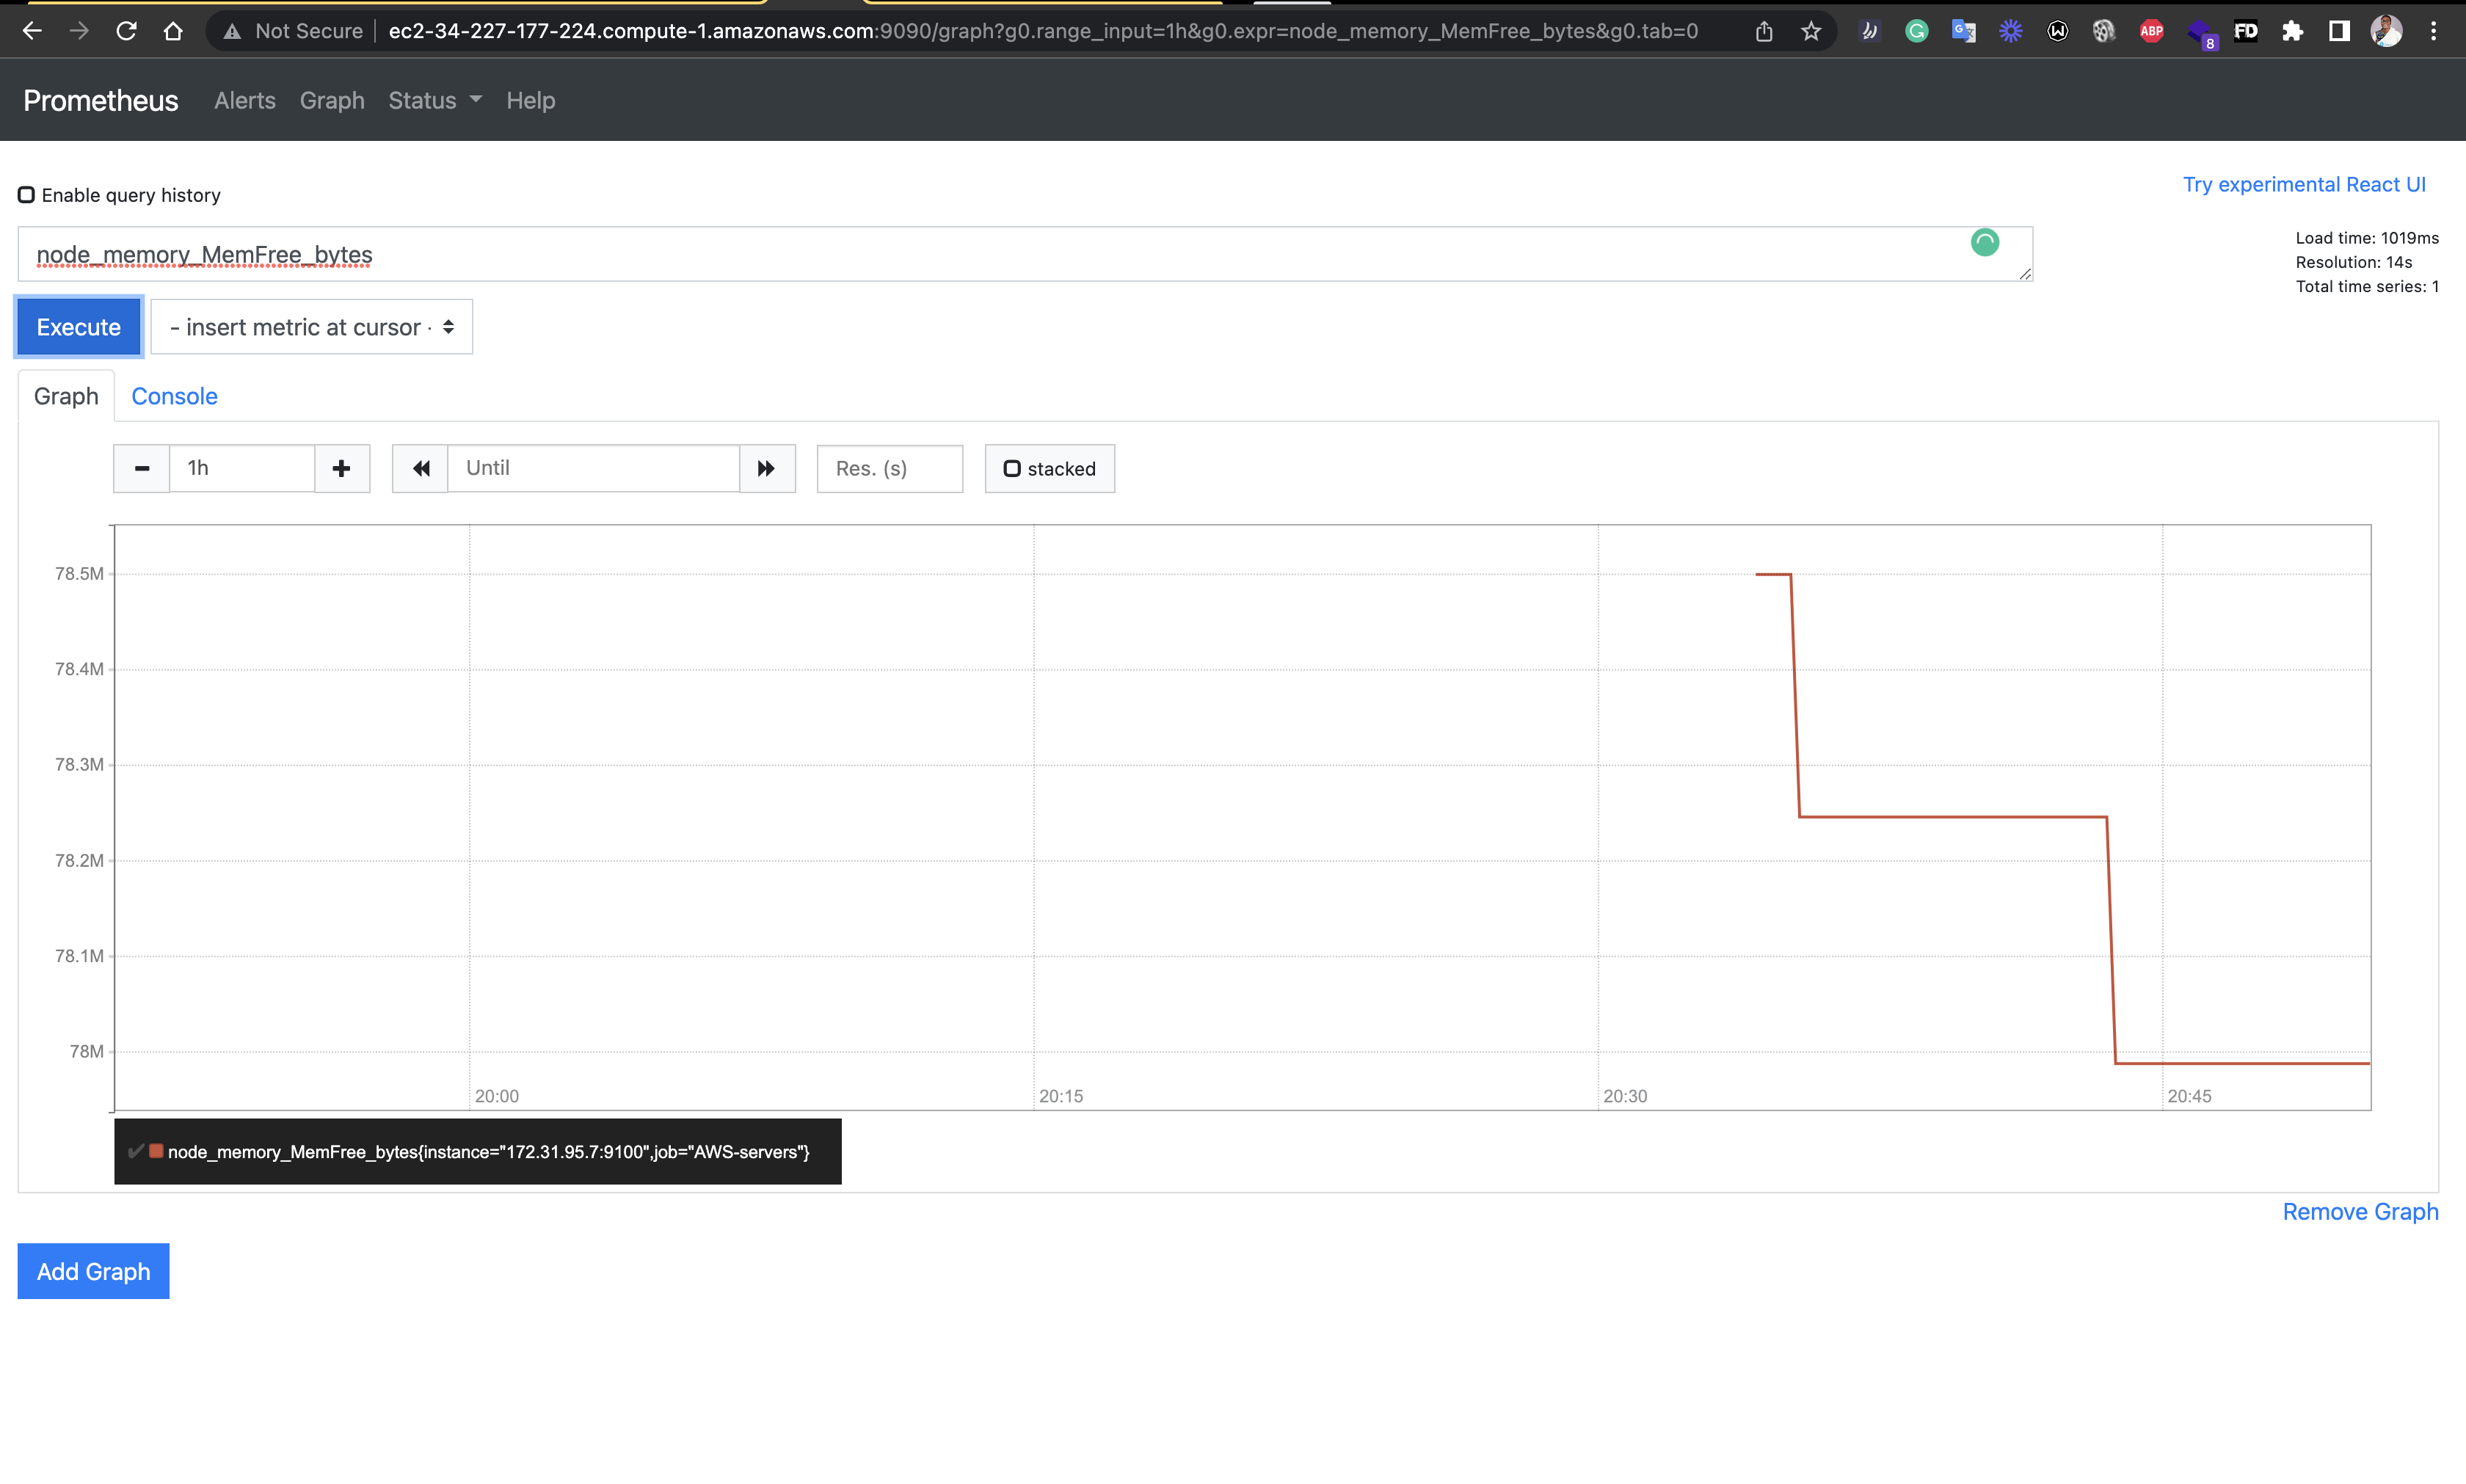 Not Secure | ec2-34-227-177-224.compute-1.amazonaws.com:9090/graph?g0.range_input=1h&g0.expr=node_memory_MemFree_bytes&g0.tab=0
ABP
8
FD
Prometheus Alerts Graph Status Help
Enable query history
Try experimental React UI
node_memory_MemFree_bytes
Load time: 1019ms
Resolution: 14s
Total time series: 1
Execute
- insert metric at cursor -
Graph Console
1h
Until
Res. (s)
stacked
78.5M
78.4M
78.3M
78.2M
78.1M
78M
20:00 20:15 20:30 20:45
node_memory_MemFree_bytes{instance="172.31.95.7:9100",job="AWS-servers"}
Remove Graph
Add Graph